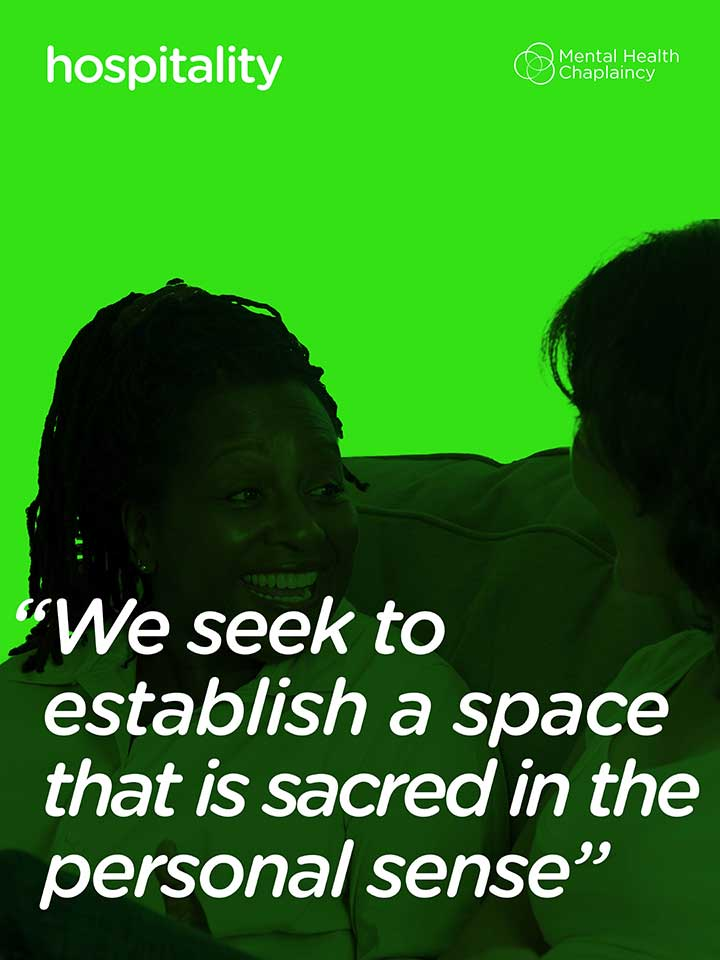 hospitality
Mental Health
Chaplaincy
“We seek to
establish a space
that is sacred in the
personal sense”